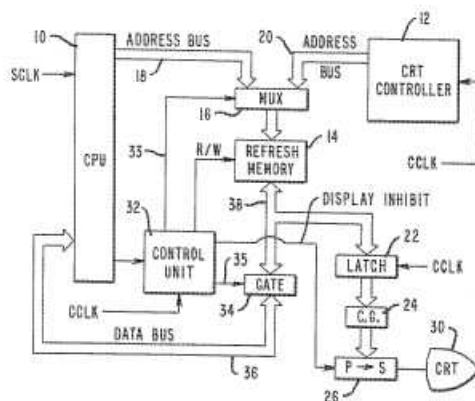 10
ADDRESS BUS
20
ADDRESS
12
SCLK
18
BUS
CRT
CONTROLLER
MUX
16
CPU
33
R/W
14
REFRESH
MEMORY
CCLK
38
DISPLAY INHIBIT
32
22
CONTROL
UNIT
35
LATCH
CCLK
GATE
24
CCLK
34
C.G.
30
DATA BUS
36
P → S
CRT
26